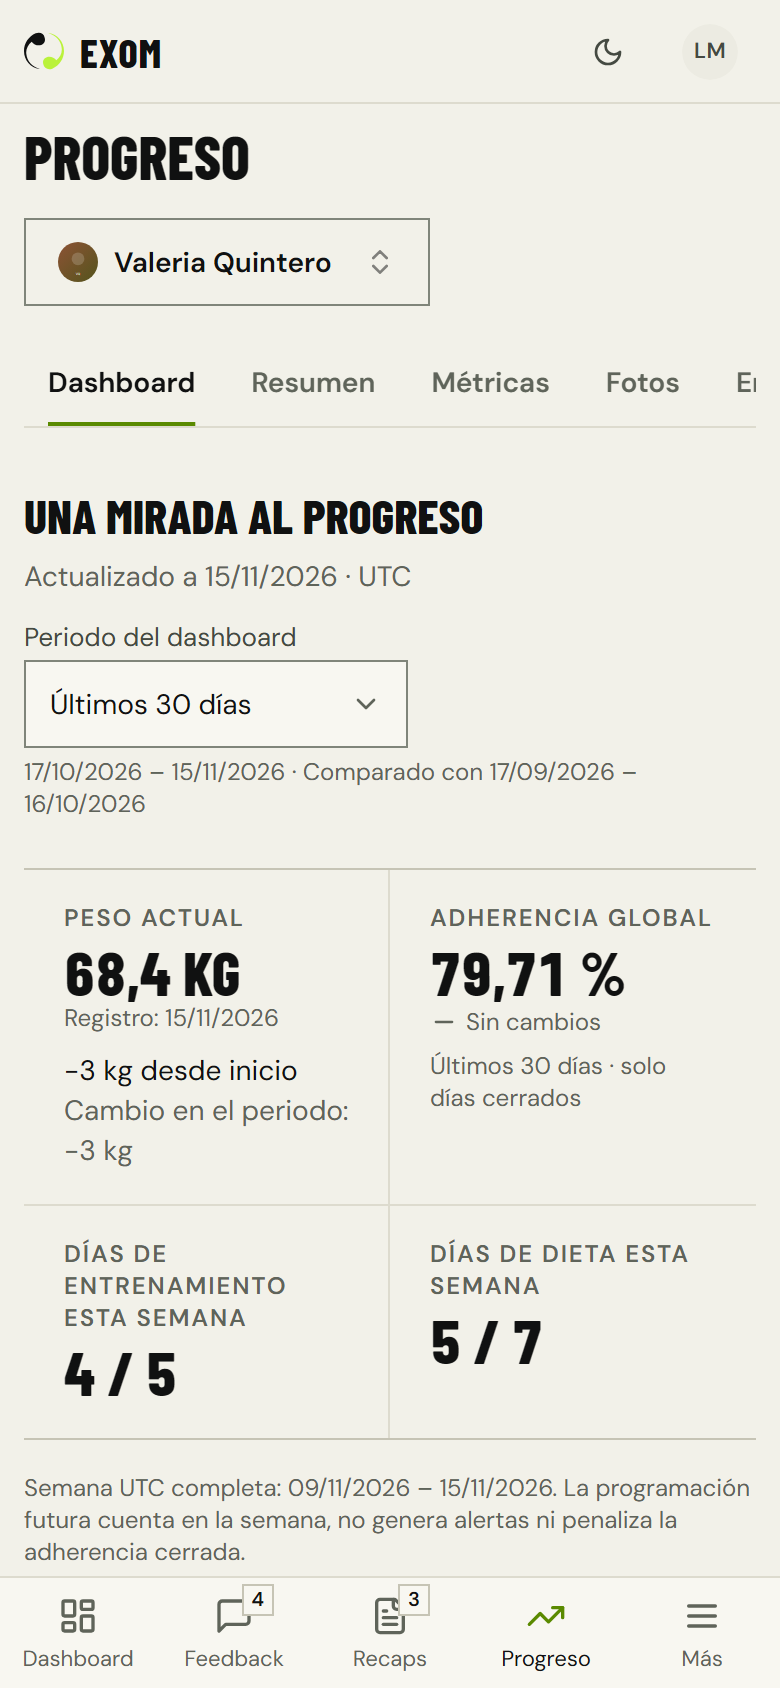 EXOM
LM
PROGRESO
Valeria Quintero
Dashboard Resumen Métricas Fotos
UNA MIRADA AL PROGRESO
Actualizado a 15/11/2026 · UTC
Periodo del dashboard
Últimos 30 días
17/10/2026 – 15/11/2026 · Comparado con 17/09/2026 –
16/10/2026
PESO ACTUAL
68,4 KG
Registro: 15/11/2026
-3 kg desde inicio
Cambio en el periodo:
-3 kg
ADHERENCIA GLOBAL
79,71 %
— Sin cambios
Últimos 30 días · solo
días cerrados
DÍAS DE
ENTRENAMIENTO
ESTA SEMANA
4 / 5
DÍAS DE DIETA ESTA
SEMANA
5 / 7
Semana UTC completa: 09/11/2026 – 15/11/2026. La programación
futura cuenta en la semana, no genera alertas ni penaliza la
adherencia cerrada.
4 3
Dashboard Feedback Recaps Progreso Más